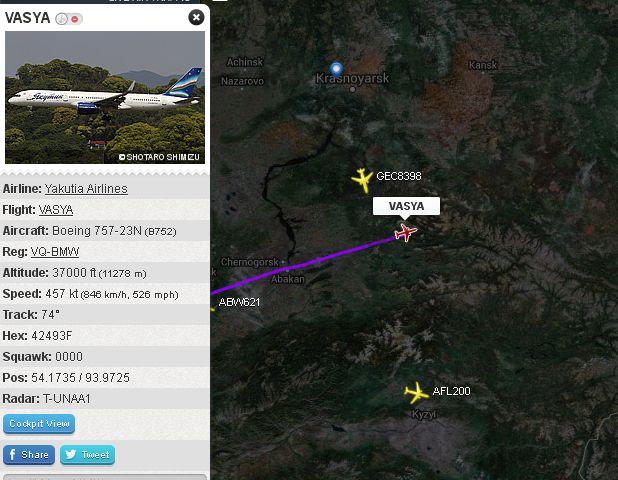 VASYA
Якутия
© SHOTARO SHIMIZU
Airline: Yakutia Airlines
Flight: VASYA
Aircraft: Boeing 757-23N (B752)
Reg: VQ-BMW
Altitude: 37000 ft (11278 m)
Speed: 457 kt (846 km/h, 526 mph)
Track: 74°
Hex: 42493F
Squawk: 0000
Pos: 54.1735 / 93.9725
Radar: T-UNAA1
Cockpit View
Share
Tweet
Achinsk
Nazarovo
Krasnoyarsk
Kansk
GEC8398
VASYA
Chernogorsk
Abakan
ABW621
AFL200
Kyzyl